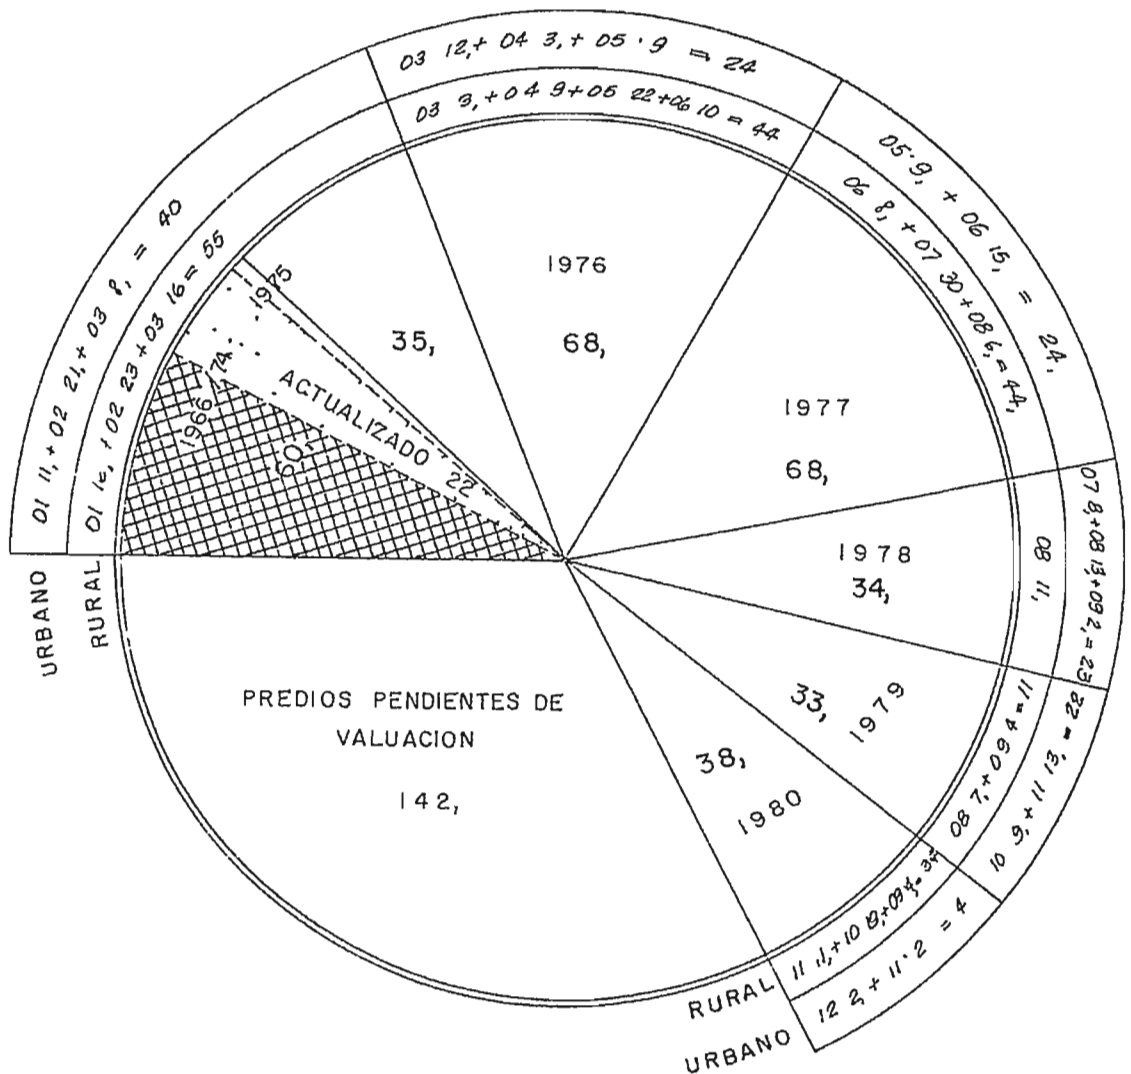 03 12,+ 04 3,+ 05 · 9 = 24
03 3,+04 9+05 22+06 10 = 44
05·9, + 06 15, = 24,
06 8, +07 30+08 6,= 44,
01 11,+ 02 21,+ 03 8, = 40
01 16, +02 23 +03 16= 55
1976
68,
1975
35,
1966
74
ACTUALIZADO 22
60,
1977
68,
07 8,+08 13,+09 2,= 23
08 11,
1978
34,
URBANO
RURAL
33,
1979
08 7,+09 4 =11
10 9,+11 13, = 22
PREDIOS PENDIENTES DE
VALUACION
142,
38,
1980
12 2,+ 11·2 = 4
RURAL
URBANO